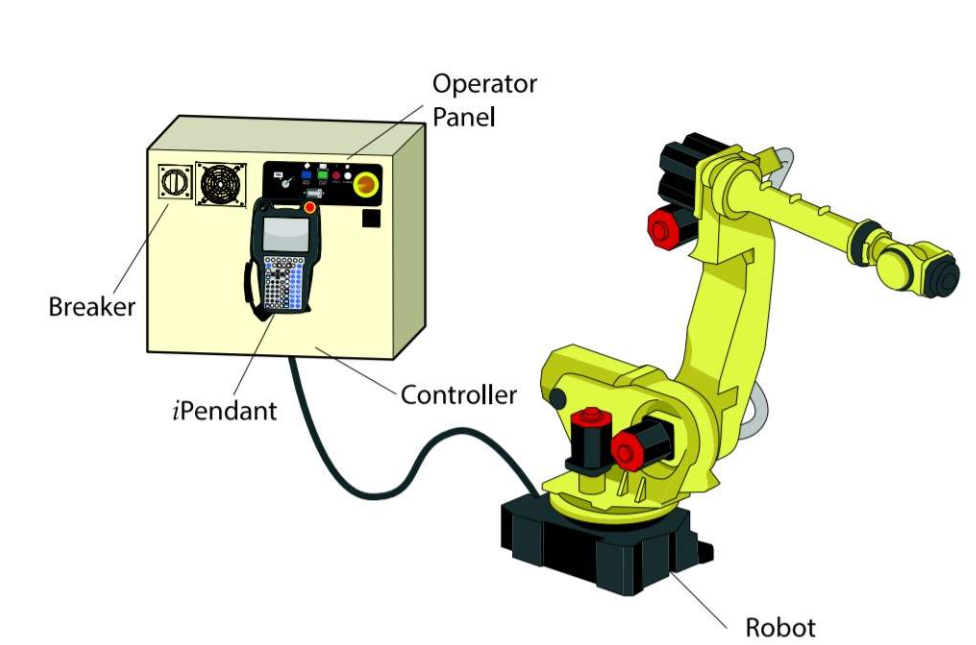 Operator
Panel
Breaker
iPendant
Controller
Robot